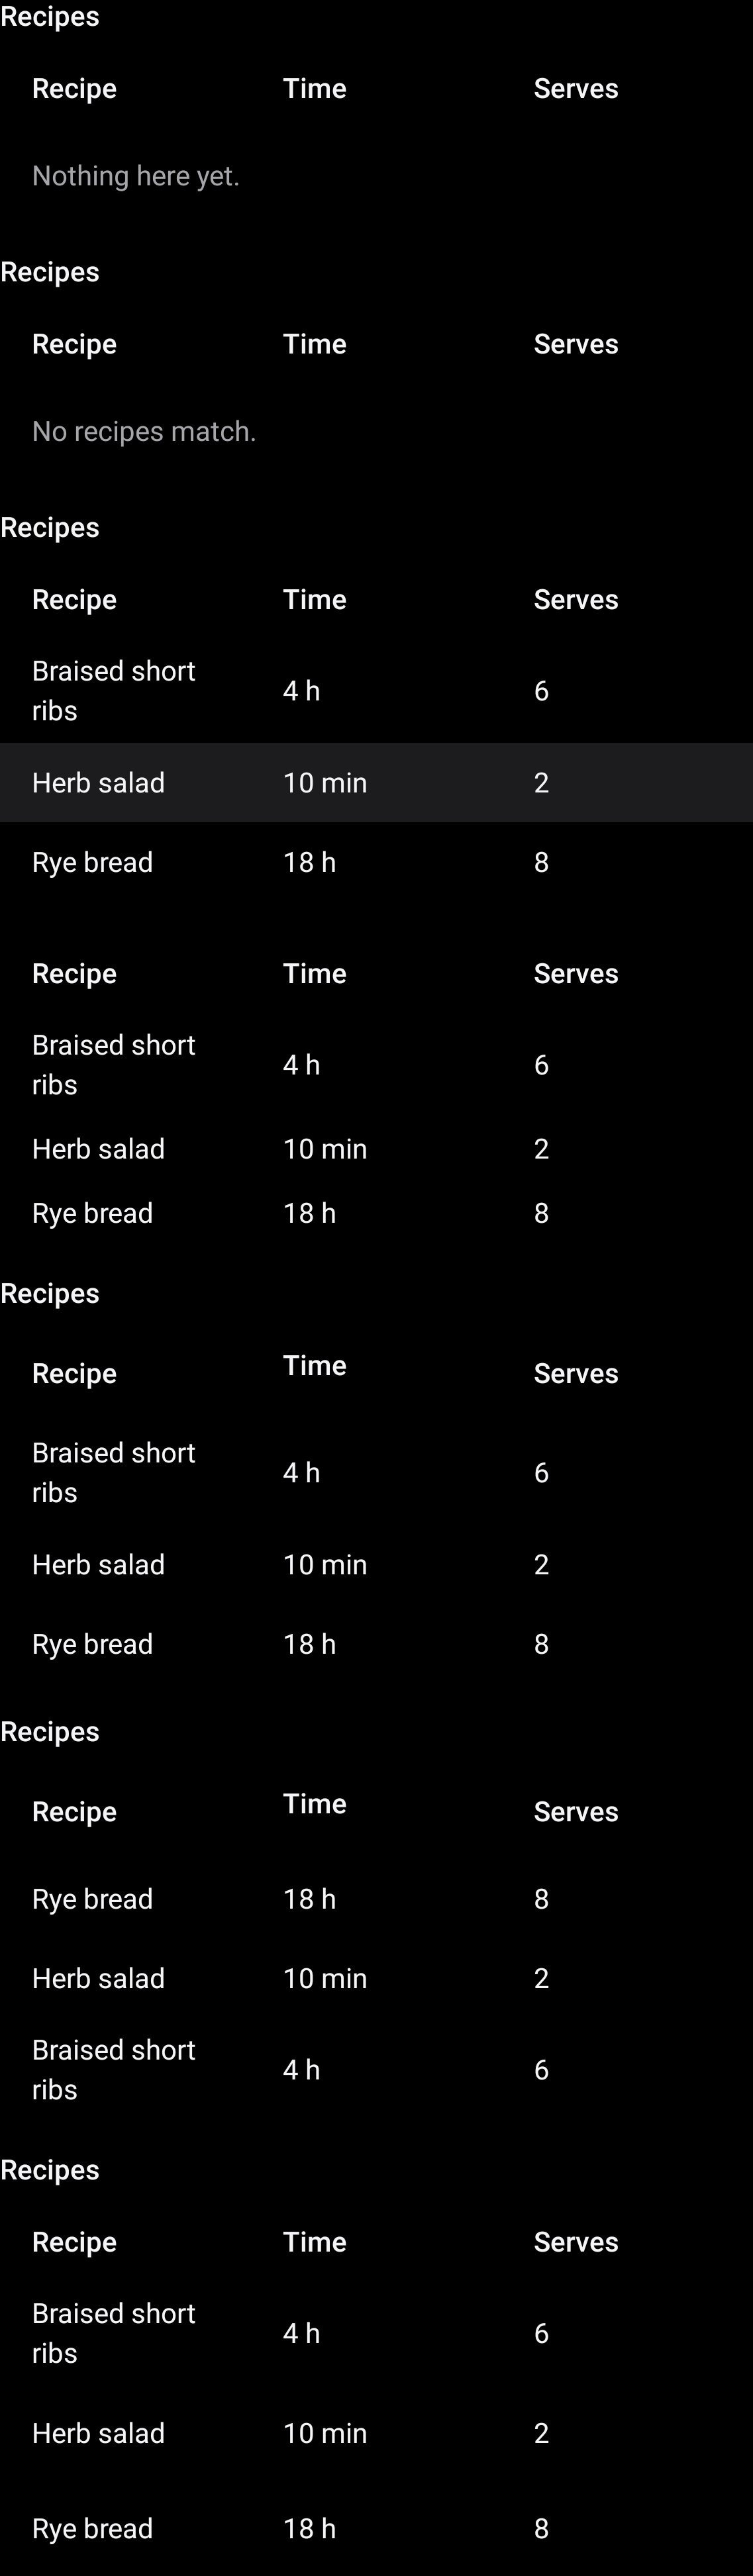 Recipes
Recipe Time Serves
Nothing here yet.
Recipes
Recipe Time Serves
No recipes match.
Recipes
Recipe Time Serves
Braised short
ribs
4 h 6
Herb salad 10 min 2
Rye bread 18 h 8
Recipe Time Serves
Braised short
ribs
4 h 6
Herb salad 10 min 2
Rye bread 18 h 8
Recipes
Recipe Time Serves
Braised short
ribs
4 h 6
Herb salad 10 min 2
Rye bread 18 h 8
Recipes
Recipe Time Serves
Rye bread 18 h 8
Herb salad 10 min 2
Braised short
ribs
4 h 6
Recipes
Recipe Time Serves
Braised short
ribs
4 h 6
Herb salad 10 min 2
Rye bread 18 h 8